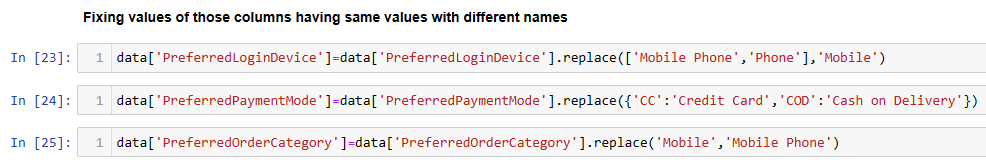 Fixing values of those columns having same values with different names
In [23]: 1 data['PreferredLoginDevice']=data['PreferredLoginDevice'].replace(['Mobile Phone','Phone'],'Mobile')
In [24]: 1 data['PreferredPaymentMode']=data['PreferredPaymentMode'].replace({'CC':'Credit Card','COD':'Cash on Delivery'})
In [25]: 1 data['PreferredOrderCategory']=data['PreferredOrderCategory'].replace('Mobile','Mobile Phone')